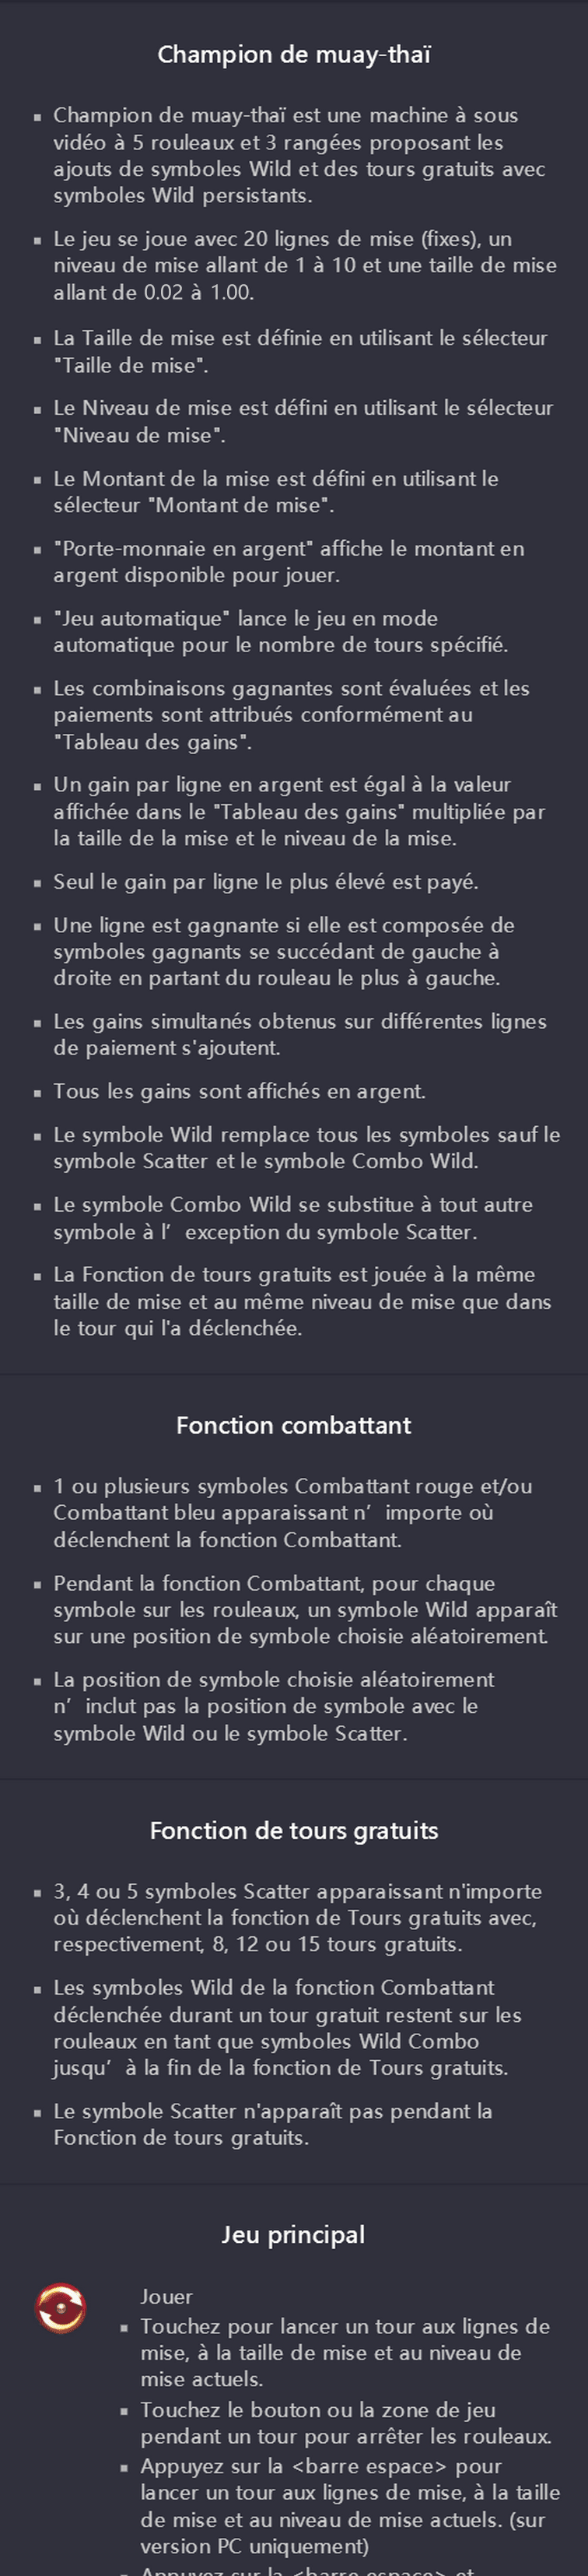 Champion de muay-thaï
Champion de muay-thaï est une machine à sous
vidéo à 5 rouleaux et 3 rangées proposant les
ajouts de symboles Wild et des tours gratuits avec
symboles Wild persistants.
Le jeu se joue avec 20 lignes de mise (fixes), un
niveau de mise allant de 1 à 10 et une taille de mise
allant de 0.02 à 1.00.
La Taille de mise est définie en utilisant le sélecteur
"Taille de mise".
Le Niveau de mise est défini en utilisant le sélecteur
"Niveau de mise".
Le Montant de la mise est défini en utilisant le
sélecteur "Montant de mise".
"Porte-monnaie en argent" affiche le montant en
argent disponible pour jouer.
"Jeu automatique" lance le jeu en mode
automatique pour le nombre de tours spécifié.
Les combinaisons gagnantes sont évaluées et les
paiements sont attribués conformément au
"Tableau des gains".
Un gain par ligne en argent est égal à la valeur
affichée dans le "Tableau des gains" multipliée par
la taille de la mise et le niveau de la mise.
Seul le gain par ligne le plus élevé est payé.
Une ligne est gagnante si elle est composée de
symboles gagnants se succédant de gauche à
droite en partant du rouleau le plus à gauche.
Les gains simultanés obtenus sur différentes lignes
de paiement s'ajoutent.
Tous les gains sont affichés en argent.
Le symbole Wild remplace tous les symboles sauf le
symbole Scatter et le symbole Combo Wild.
Le symbole Combo Wild se substitue à tout autre
symbole à l’exception du symbole Scatter.
La Fonction de tours gratuits est jouée à la même
taille de mise et au même niveau de mise que dans
le tour qui l'a déclenchée.
Fonction combattant
1 ou plusieurs symboles Combattant rouge et/ou
Combattant bleu apparaissant n’importe où
déclenchent la fonction Combattant.
Pendant la fonction Combattant, pour chaque
symbole sur les rouleaux, un symbole Wild apparaît
sur une position de symbole choisie aléatoirement.
La position de symbole choisie aléatoirement
n’inclut pas la position de symbole avec le
symbole Wild ou le symbole Scatter.
Fonction de tours gratuits
3, 4 ou 5 symboles Scatter apparaissant n'importe
où déclenchent la fonction de Tours gratuits avec,
respectivement, 8, 12 ou 15 tours gratuits.
Les symboles Wild de la fonction Combattant
déclenchée durant un tour gratuit restent sur les
rouleaux en tant que symboles Wild Combo
jusqu’à la fin de la fonction de Tours gratuits.
Le symbole Scatter n'apparaît pas pendant la
Fonction de tours gratuits.
Jeu principal
Jouer
Touchez pour lancer un tour aux lignes de
mise, à la taille de mise et au niveau de
mise actuels.
Touchez le bouton ou la zone de jeu
pendant un tour pour arrêter les rouleaux.
Appuyez sur la <barre espace> pour
lancer un tour aux lignes de mise, à la taille
de mise et au niveau de mise actuels. (sur
version PC uniquement)
Appuyez sur la <barre espace> et